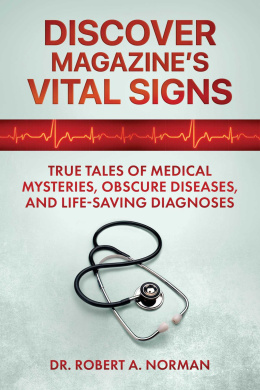 DISCOVER
MAGAZINE'S
VITAL SIGNS
TRUE TALES OF MEDICAL
MYSTERIES, OBSCURE DISEASES,
AND LIFE-SAVING DIAGNOSES
DR. ROBERT A. NORMAN